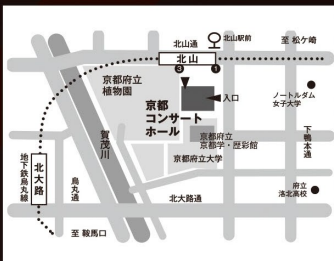 北山通
北山駅前
至 松ケ崎
北山
3
1
京都府立
植物園
入口
京都
コンサート
ホール
ノートルダム
女子大学
京都府立
京都学・歴彩館
京都府立大学
賀茂川
下鴨本通
地下鉄烏丸線
北大路
烏丸通
北大路通
府立
洛北高校
至 鞍馬口